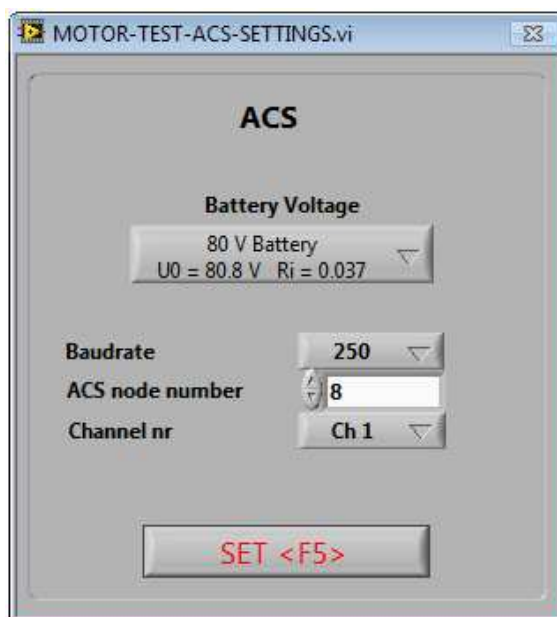 MOTOR-TEST-ACS-SETTINGS.vi
ACS
Battery Voltage
80 V Battery
U0 = 80.8 V Ri = 0.037
Baudrate 250
ACS node number 8
Channel nr Ch 1
SET <F5>